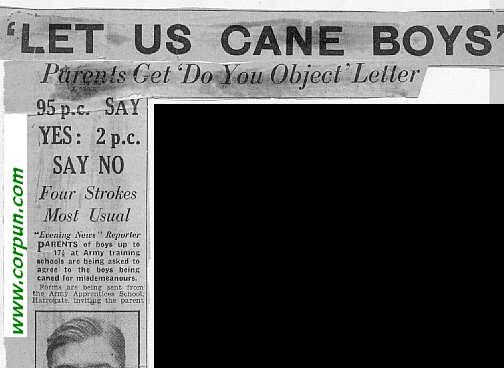 'LET US CANE BOYS'
Parents Get 'Do You Object' Letter
95 p.c. SAY
YES: 2 p.c.
SAY NO
Four Strokes
Most Usual
"Evening News" Reporter
PARENTS of boys up to
17½ at Army training
schools are being asked to
agree to the boys being
caned for misdemeanours.
Forms are being sent from
the Army Apprentices School,
Harrogate, inviting the parent
www.corpun.com